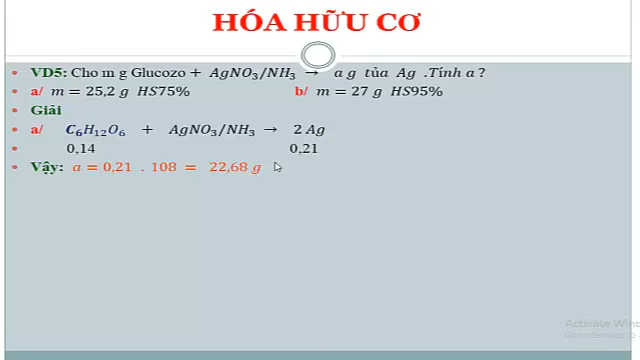 HÓA HỮU CƠ
VD5: Cho m g Glucozo + AgNO₃/NH₃ → a g tủa Ag .Tính a ?
a/ m = 25,2 g HS75% b/ m = 27 g HS95%
Giải
a/ C₆H₁₂O₆ + AgNO₃/NH₃ → 2 Ag
0,14 0,21
Vậy: a = 0,21 . 108 = 22,68 g
Activate Wind